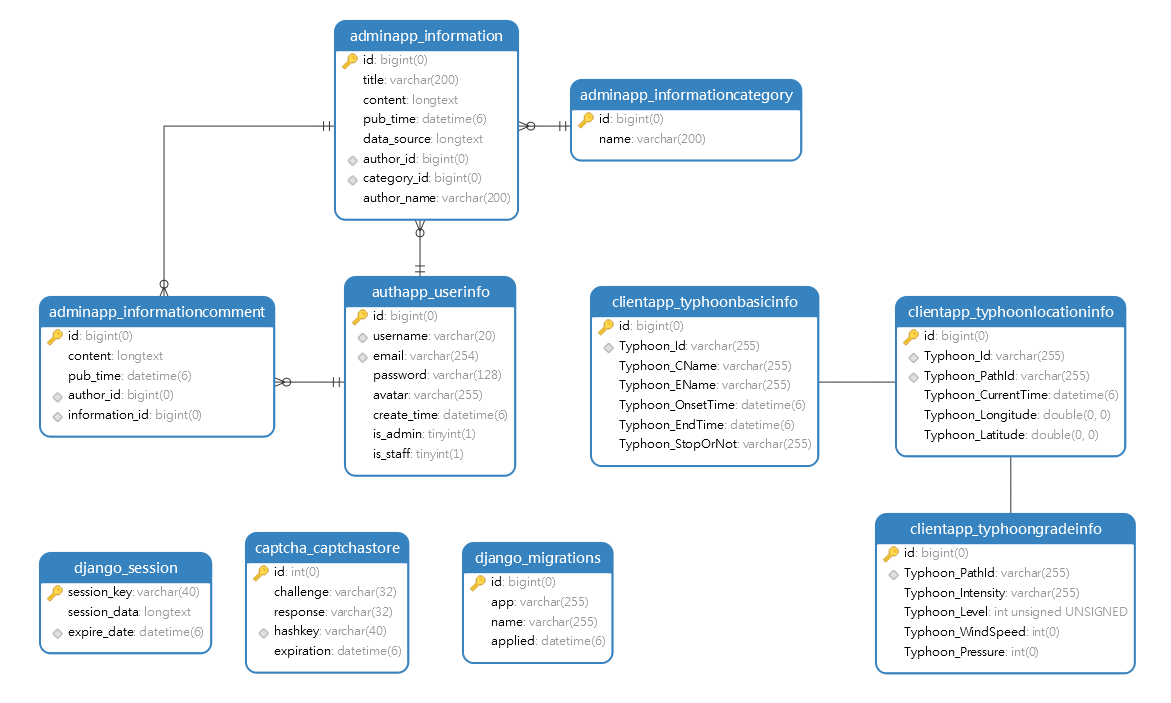 adminapp_information
id: bigint(0)
title: varchar(200)
content: longtext
pub_time: datetime(6)
data_source: longtext
author_id: bigint(0)
category_id: bigint(0)
author_name: varchar(200)
adminapp_informationcategory
id: bigint(0)
name: varchar(200)
adminapp_informationcomment
id: bigint(0)
content: longtext
pub_time: datetime(6)
author_id: bigint(0)
information_id: bigint(0)
authapp_userinfo
id: bigint(0)
username: varchar(20)
email: varchar(254)
password: varchar(128)
avatar: varchar(255)
create_time: datetime(6)
is_admin: tinyint(1)
is_staff: tinyint(1)
clientapp_typhoonbasicinfo
id: bigint(0)
Typhoon_Id: varchar(255)
Typhoon_CName: varchar(255)
Typhoon_EName: varchar(255)
Typhoon_OnsetTime: datetime(6)
Typhoon_EndTime: datetime(6)
Typhoon_StopOrNot: varchar(255)
clientapp_typhoonlocationinfo
id: bigint(0)
Typhoon_Id: varchar(255)
Typhoon_PathId: varchar(255)
Typhoon_CurrentTime: datetime(6)
Typhoon_Longitude: double(0, 0)
Typhoon_Latitude: double(0, 0)
django_session
session_key: varchar(40)
session_data: longtext
expire_date: datetime(6)
captcha_captchastore
id: int(0)
challenge: varchar(32)
response: varchar(32)
hashkey: varchar(40)
expiration: datetime(6)
django_migrations
id: bigint(0)
app: varchar(255)
name: varchar(255)
applied: datetime(6)
clientapp_typhoongradeinfo
id: bigint(0)
Typhoon_PathId: varchar(255)
Typhoon_Intensity: varchar(255)
Typhoon_Level: int unsigned UNSIGNED
Typhoon_WindSpeed: int(0)
Typhoon_Pressure: int(0)